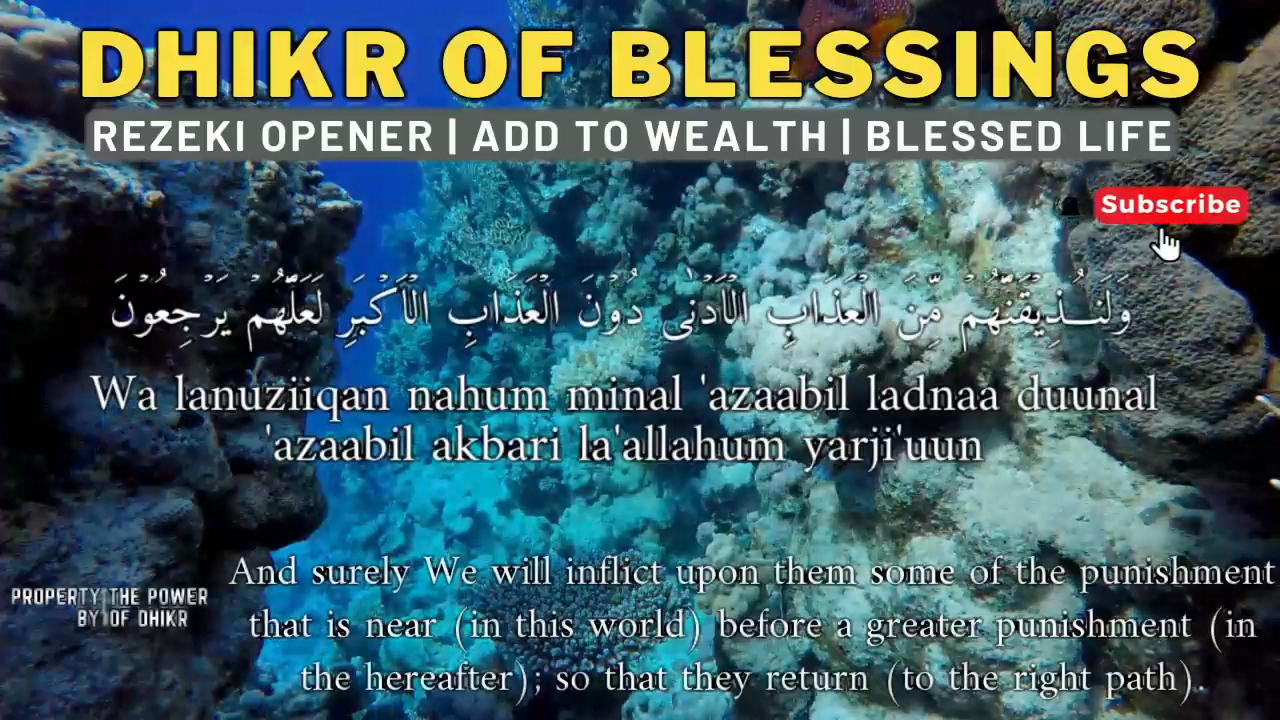 DHIKR OF BLESSINGS
REZEKI OPENER | ADD TO WEALTH | BLESSED LIFE
Subscribe
وَلَنــُذِيقَنَّهُمْ مِّنَ الْعَذَابِ الْأَدْنٰى دُوْنَ الْعَذَابِ الْأَكْبَرِ لَعَلَّهُمْ يَرْجِعُونَ
Wa lanuziiqan nahum minal 'azaabil ladnaa duunal
'azaabil akbari la'allahum yarji'uun
And surely We will inflict upon them some of the punishment
that is near (in this world) before a greater punishment (in
the hereafter); so that they return (to the right path).
PROPERTY BY
THE POWER OF DHIKR